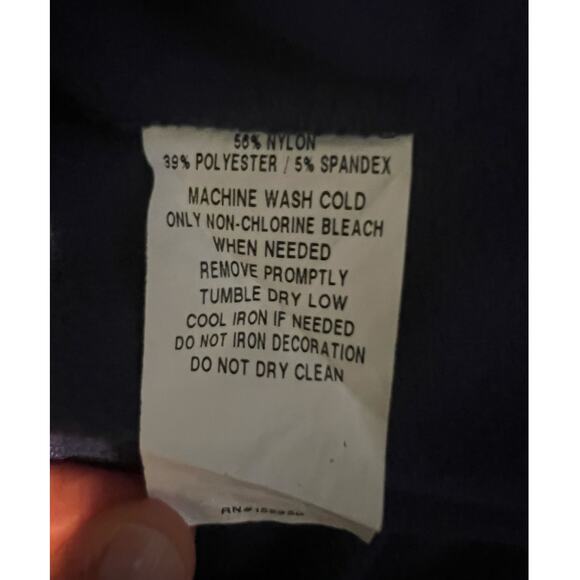 56% NYLON
39% POLYESTER / 5% SPANDEX
MACHINE WASH COLD
ONLY NON-CHLORINE BLEACH
WHEN NEEDED
REMOVE PROMPTLY
TUMBLE DRY LOW
COOL IRON IF NEEDED
DO NOT IRON DECORATION
DO NOT DRY CLEAN